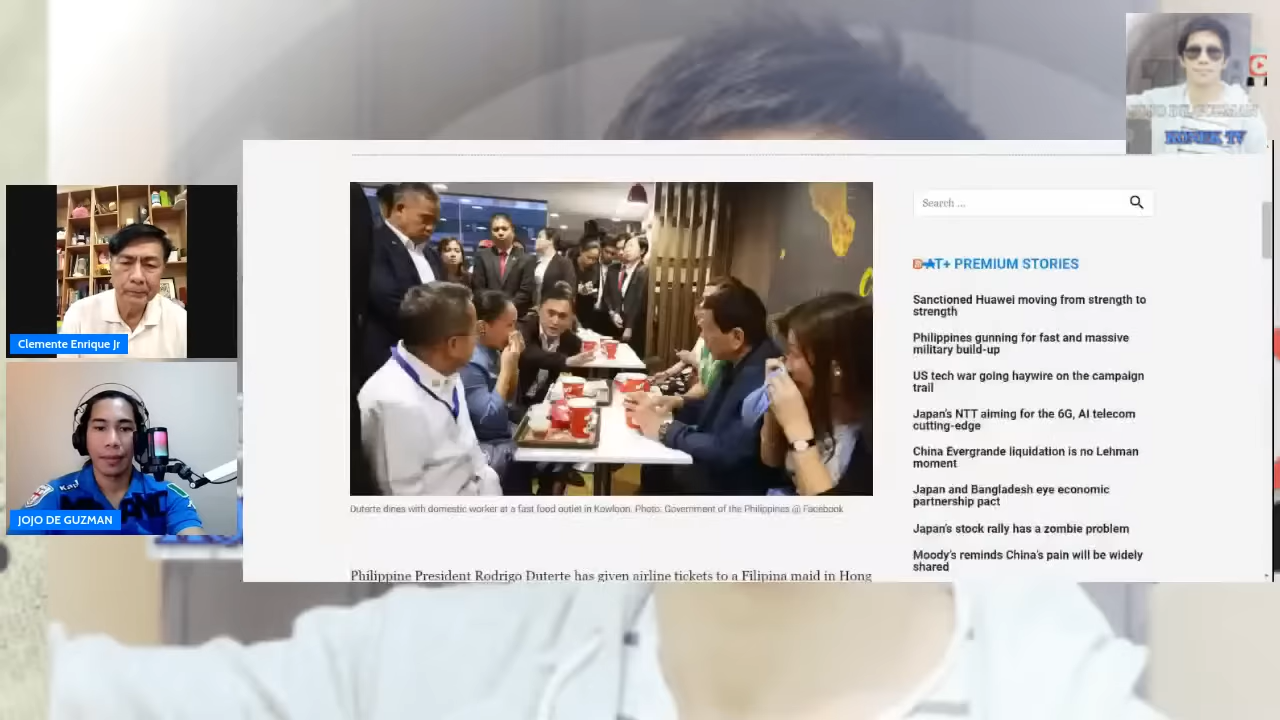 Clemente Enrique Jr
JOJO DE GUZMAN
Duterte dines with domestic worker at a fast food outlet in Kowloon. Photo: Government of the Philippines @ Facebook
Philippine President Rodrigo Duterte has given airline tickets to a Filipina maid in Hong
Search ...
AT+ PREMIUM STORIES
Sanctioned Huawei moving from strength to
strength
Philippines gunning for fast and massive
military build-up
US tech war going haywire on the campaign
trail
Japan's NTT aiming for the 6G, AI telecom
cutting-edge
China Evergrande liquidation is no Lehman
moment
Japan and Bangladesh eye economic
partnership pact
Japan's stock rally has a zombie problem
Moody's reminds China's pain will be widely
shared